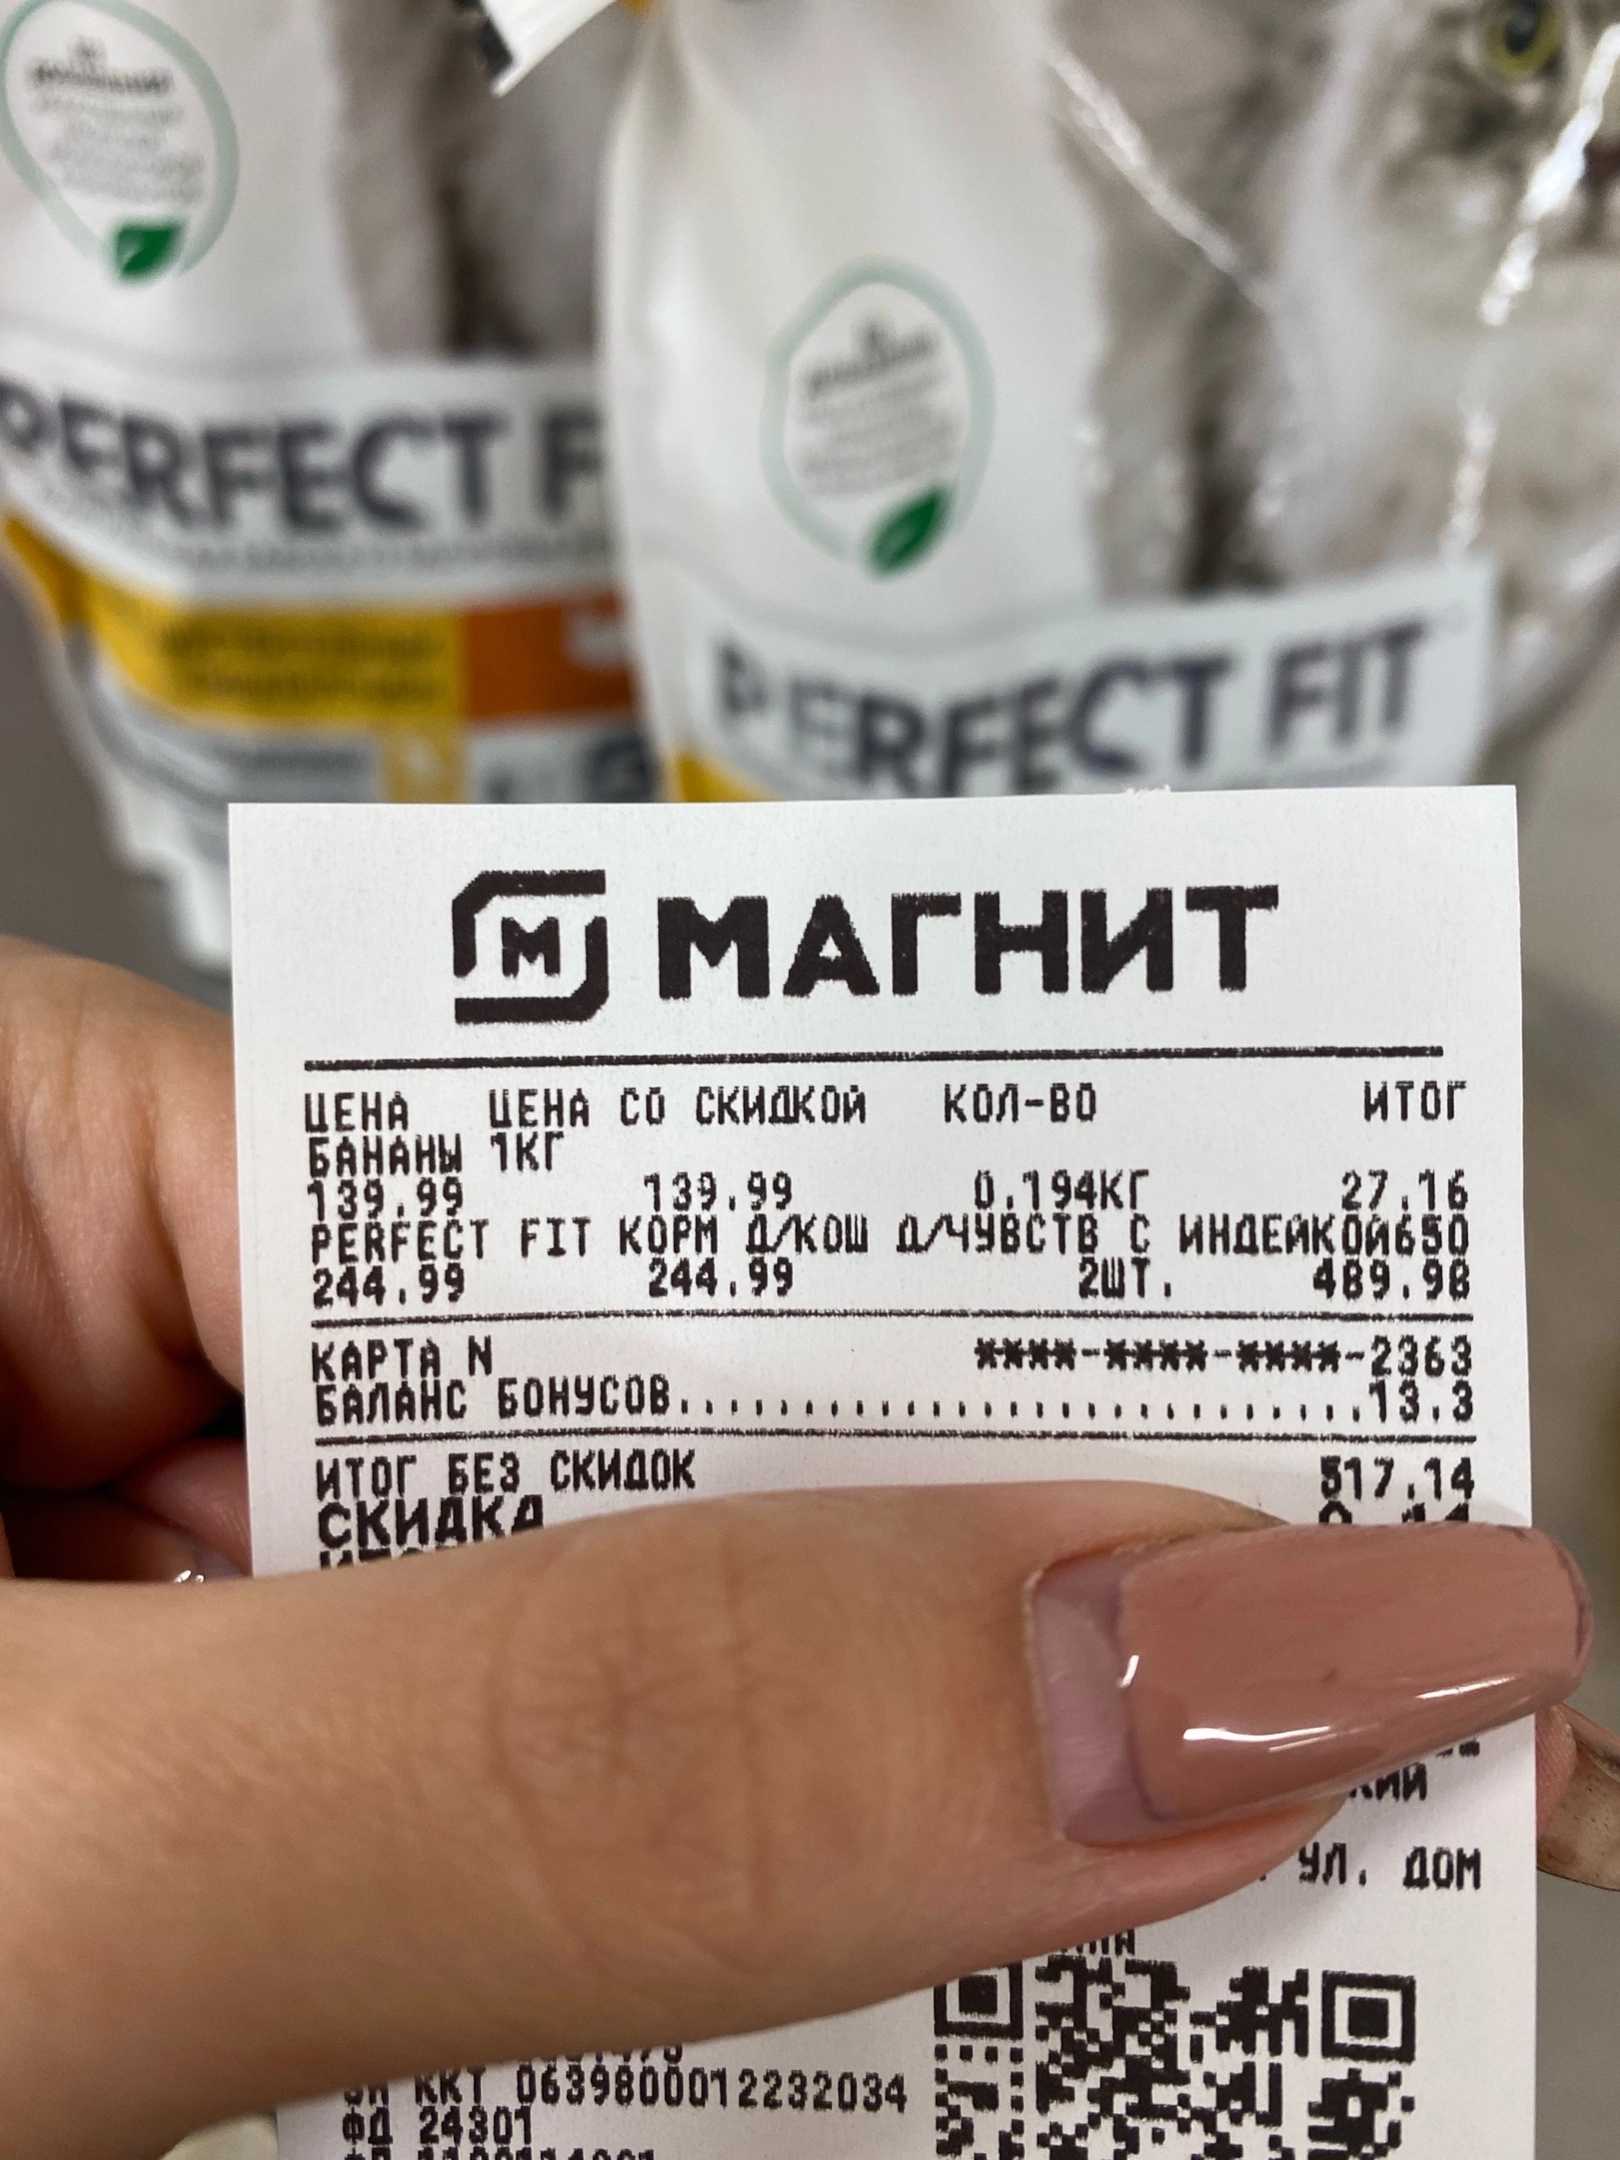 PERFECT F
PERFECT FIT
М МАГНИТ
ЦЕНА ЦЕНА СО СКИДКОЙ КОЛ-ВО ИТОГ
БАНАНЫ 1КГ
139.99 139.99 0.194КГ 27.16
PERFECT FIT КОРМ Д/КОШ Д/ЧУВСТВ С ИНДЕЙКОЙ650
244.99 244.99 2ШТ. 489.98
КАРТА N ****-****-****-2363
БАЛАНС БОНУСОВ..............................13.3
ИТОГ БЕЗ СКИДОК 517.14
СКИДКА
УЛ. ДОМ
ЗН ККТ 0639800012232034
ФД 24301